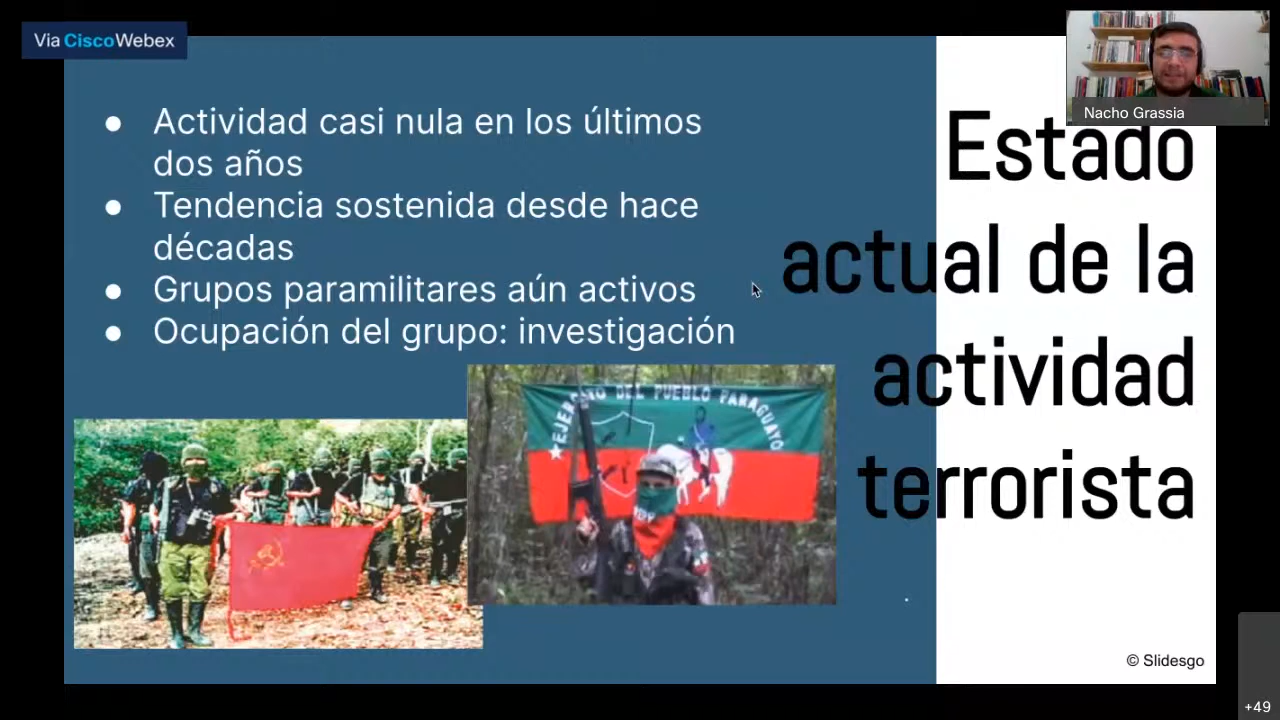 Via CiscoWebex
Nacho Grassia
Estado
actual de la
actividad
terrorista
● Actividad casi nula en los últimos
dos años
● Tendencia sostenida desde hace
décadas
● Grupos paramilitares aún activos
● Ocupación del grupo: investigación
EJERCITO DEL PUEBLO PARAGUAYO
© Slidesgo
+49